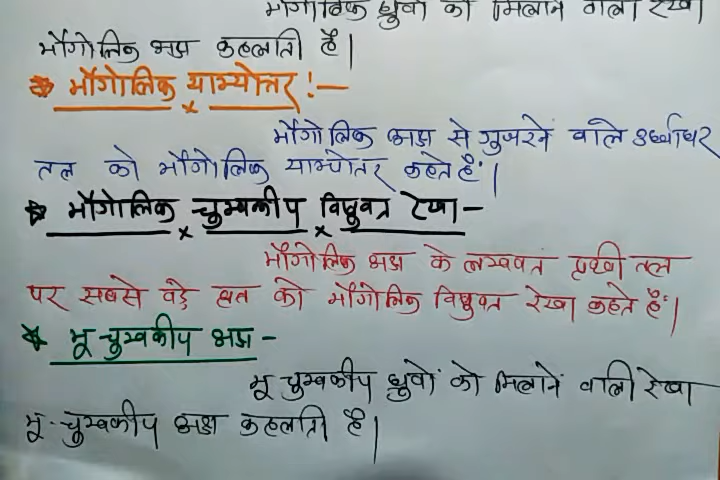 भौगोलिक ध्रुवों को मिलाने वाली रेखा
भौगोलिक अक्ष कहलाती है|
भौगोलिक याम्योत्तर!—
भौगोलिक अक्ष से गुजरने वाले उर्ध्वाधर
तल को भौगोलिक याम्योत्तर कहते हैं|
भौगोलिक चुम्बकीय विषुवत रेखा-
भौगोलिक अक्ष के लम्बवत पृथ्वी तल
पर सबसे बड़े वृत को भौगोलिक विषुवत रेखा कहते हैं|
भू चुम्बकीय अक्ष-
भू चुम्बकीय ध्रुवों को मिलाने वाली रेखा
भू-चुम्बकीय अक्ष कहलाती है|